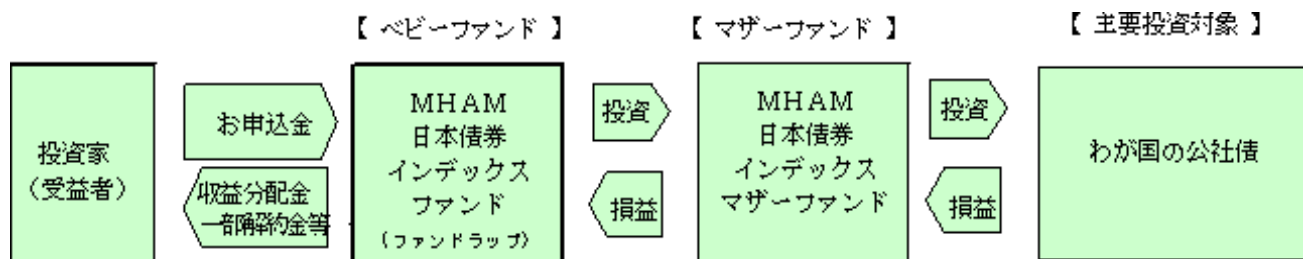 【 ベビーファンド 】
【 マザーファンド 】
【 主要投資対象 】
投資家
（受益者）
お申込金
収益分配金
一部解約金等
MHAM
日本債券
インデックス
ファンド
(ファンドラップ)
投資
損益
MHAM
日本債券
インデックス
マザーファンド
投資
損益
わが国の公社債